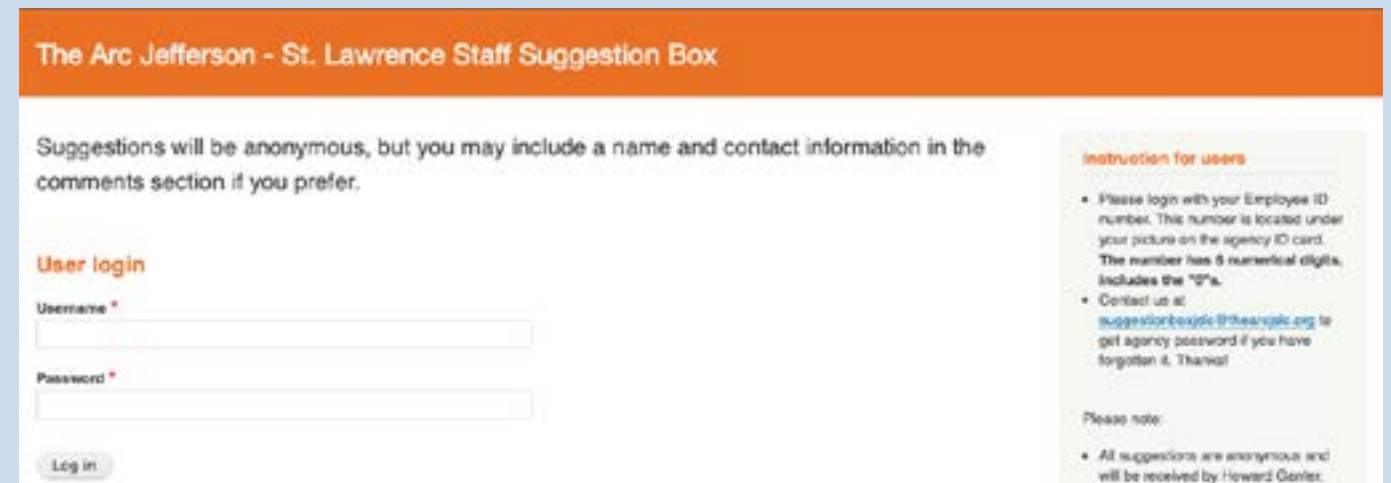 The Arc Jefferson - St. Lawrence Staff Suggestion Box
Suggestions will be anonymous, but you may include a name and contact information in the
comments section if you prefer.
User login
Username *
Password *
Log in
Instruction for users
• Please login with your Employee ID
number. This number is located under
your picture on the agency ID card.
The number has numerical digits.
Includes the "0"s.
• Contact us at
to
get agency password if you have
forgotten it. Thanks!
Please note:
• All suggestions are anonymous and
will be received by Howard Ganter,